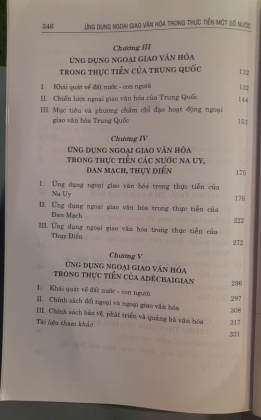 346 ỨNG DỤNG NGOẠI GIAO VĂN HÓA TRONG THỰC TIỄN MỘT SỐ NƯỚC
Chương III
ỨNG DỤNG NGOẠI GIAO VĂN HÓA
TRONG THỰC TIỄN CỦA TRUNG QUỐC 132
I. Khái quát về đất nước - con người 132
II. Chiến lược ngoại giao văn hóa của Trung Quốc 144
III. Mục tiêu và phương châm chỉ đạo hoạt động ngoại
giao văn hóa Trung Quốc 153
Chương IV
ỨNG DỤNG NGOẠI GIAO VĂN HÓA
TRONG THỰC TIỄN CÁC NƯỚC NA UY,
ĐAN MẠCH, THỤY ĐIỂN 175
I. Ứng dụng ngoại giao văn hóa trong thực tiễn của
Na Uy 176
II. Ứng dụng ngoại giao văn hóa trong thực tiễn của
Đan Mạch 222
III. Ứng dụng ngoại giao văn hóa trong thực tiễn của
Thụy Điển 272
Chương V
ỨNG DỤNG NGOẠI GIAO VĂN HÓA
TRONG THỰC TIỄN CỦA ADÉCBAIGIAN 296
I. Khái quát về đất nước - con người 297
II. Chính sách đối ngoại và ngoại giao văn hóa 308
III. Chính sách bảo vệ, phát triển và quảng bá văn hóa 317
Tài liệu tham khảo 331